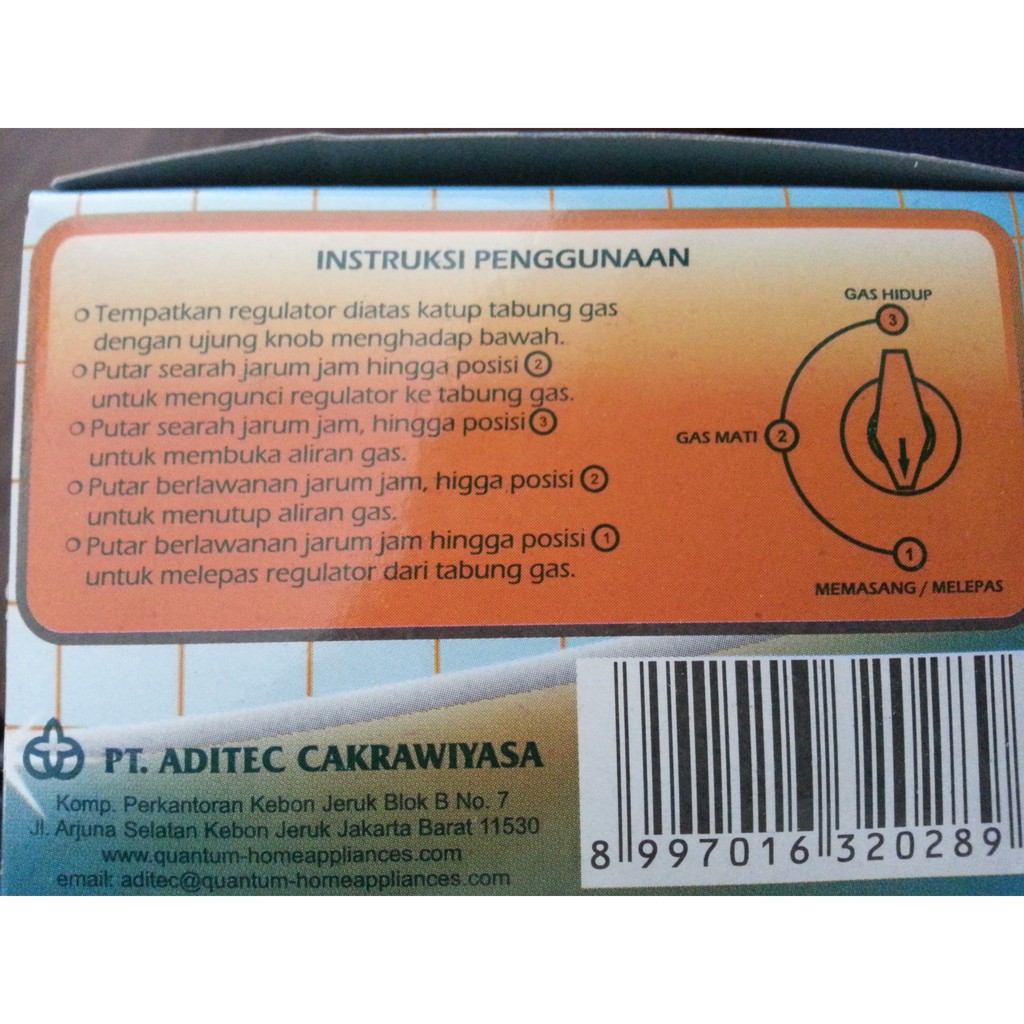 INSTRUKSI PENGGUNAAN
Tempatkan regulator diatas katup tabung gas
dengan ujung knob menghadap bawah.
Putar searah jarum jam hingga posisi 2
untuk mengunci regulator ke tabung gas.
Putar searah jarum jam, hingga posisi 3
untuk membuka aliran gas.
Putar berlawanan jarum jam, higga posisi 2
untuk menutup aliran gas.
Putar berlawanan jarum jam hingga posisi 1
untuk melepas regulator dari tabung gas.
GAS HIDUP
3
GAS MATI 2
1
MEMASANG / MELEPAS
PT. ADITEC CAKRAWIYASA
Komp. Perkantoran Kebon Jeruk Blok B No. 7
Jl. Arjuna Selatan Kebon Jeruk Jakarta Barat 11530
www.quantum-homeappliances.com
email: aditec@quantum-homeappliances.com
8 997016 320289